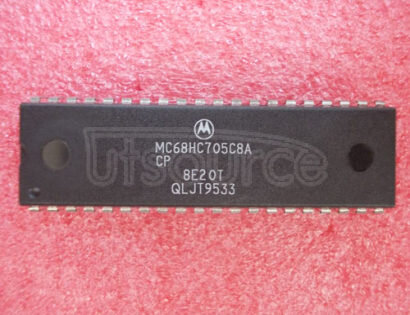 MC68HC705C8A
CP
8E20T
QLJT9533
Utsource